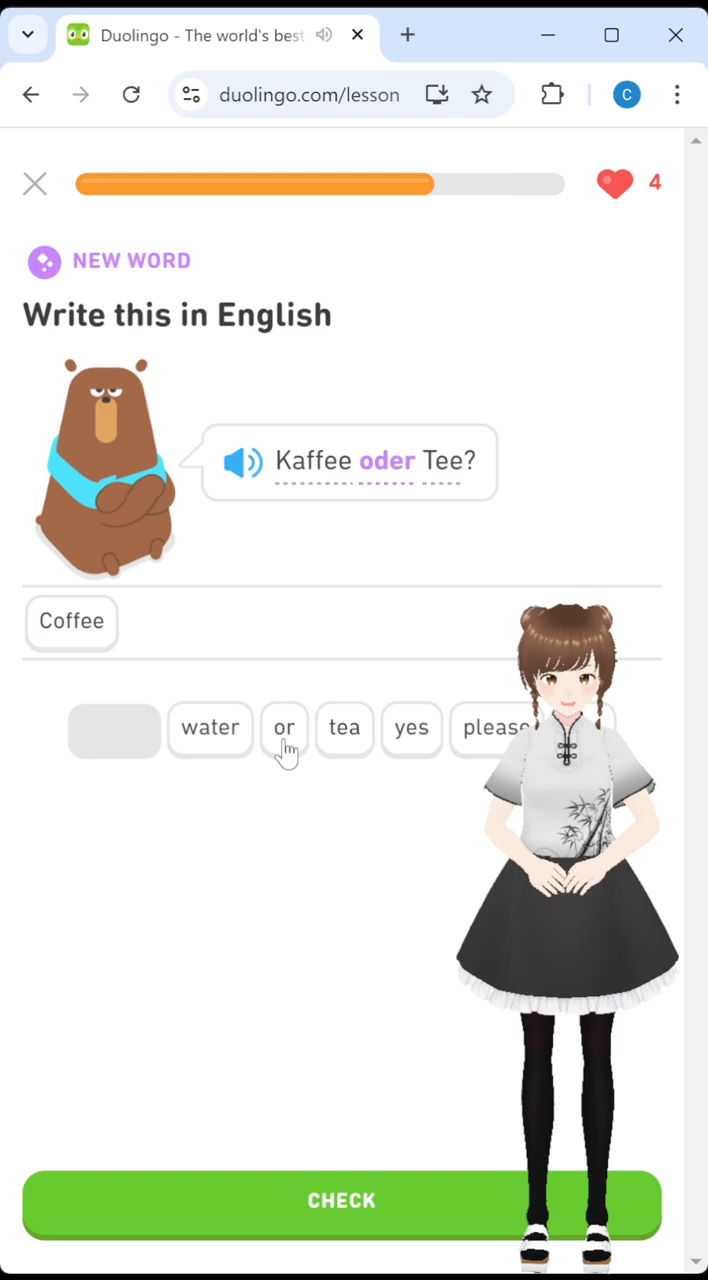 Duolingo - The world's best
duolingo.com/lesson
C
4
NEW WORD
Write this in English
Kaffee oder Tee?
Coffee
water or tea yes please
CHECK